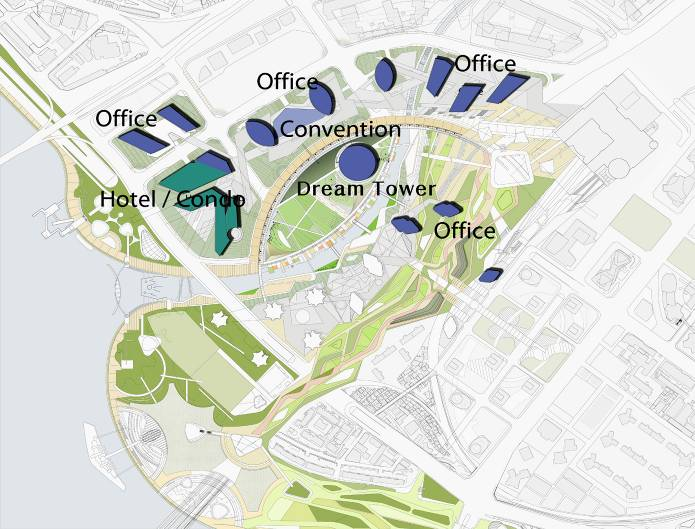 Office
Office
Office
Convention
Dream Tower
Hotel / Condo
Office